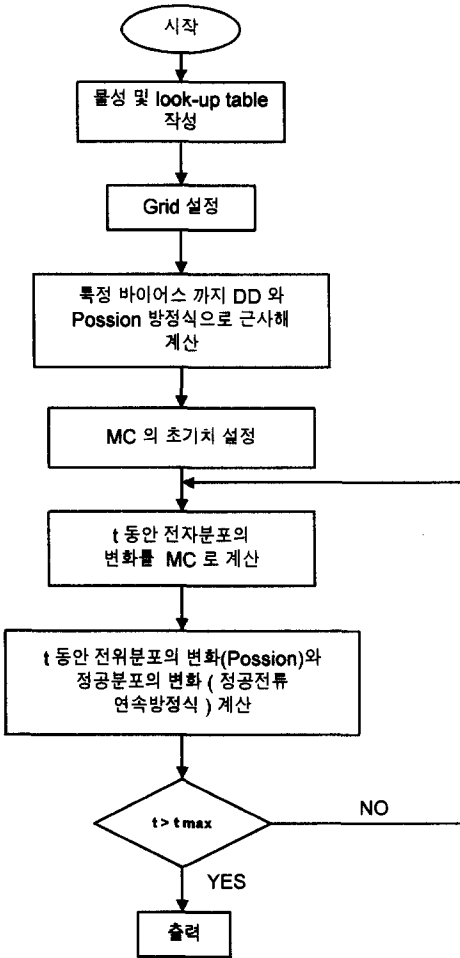 시작
물성 및 look-up table
작성
Grid 설정
특정 바이어스 까지 DD 와
Possion 방정식으로 근사해
계산
MC 의 초기치 설정
t 동안 전자분포의
변화를 MC 로 계산
t 동안 전위분포의 변화(Possion)와
정공분포의 변화 ( 정공전류
연속방정식 ) 계산
t > t max
NO
YES
출력